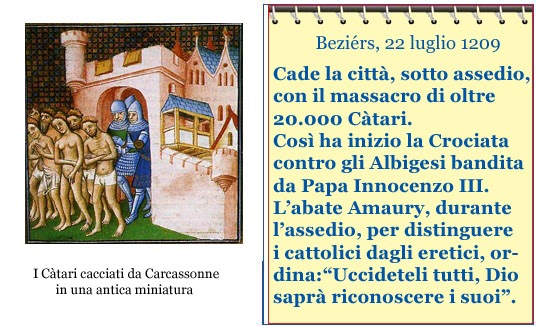 Beziérs, 22 luglio 1209
Cade la città, sotto assedio,
con il massacro di oltre
20.000 Càtari.
Così ha inizio la Crociata
contro gli Albigesi bandita
da Papa Innocenzo III.
L’abate Amaury, durante
l’assedio, per distinguere
i cattolici dagli eretici, or-
dina:“Uccideteli tutti, Dio
saprà riconoscere i suoi”.
I Càtari cacciati da Carcassonne
in una antica miniatura